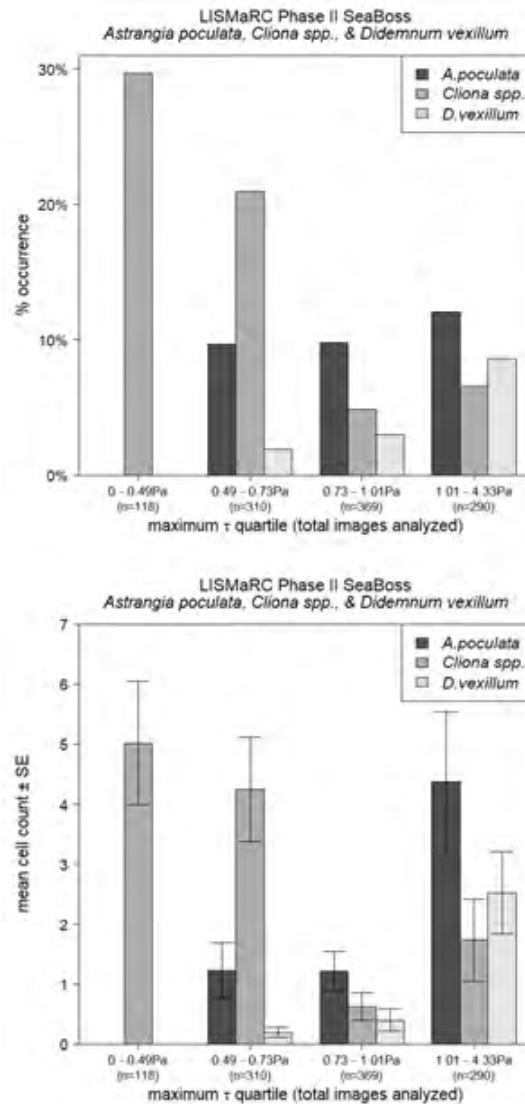 LISMaRC Phase II SeaBoss
Astrangia poculata, Cliona spp., & Didemnum vexillum
A.poculata
Cliona spp.
D.vexillum
30%
20%
10%
0%
% occurrence
0 - 0.49Pa
(n=118)
0.49 - 0.73Pa
(n=310)
0.73 - 1.01Pa
(n=369)
1.01 - 4.33Pa
(n=290)
maximum τ quartile (total images analyzed)
LISMaRC Phase II SeaBoss
Astrangia poculata, Cliona spp., & Didemnum vexillum
A.poculata
Cliona spp.
D.vexillum
7
6
5
4
3
2
1
0
mean cell count ± SE
0 - 0.49Pa
(n=118)
0.49 - 0.73Pa
(n=310)
0.73 - 1.01Pa
(n=369)
1.01 - 4.33Pa
(n=290)
maximum τ quartile (total images analyzed)